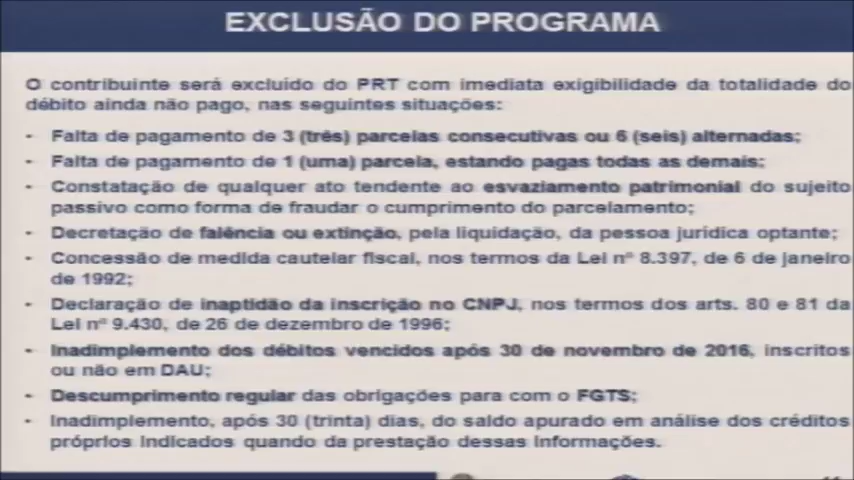 EXCLUSÃO DO PROGRAMA
O contribuinte será excluído do PRT com imediata exigibilidade da totalidade do
débito ainda não pago, nas seguintes situações:
• Falta de pagamento de 3 (três) parcelas consecutivas ou 6 (seis) alternadas;
• Falta de pagamento de 1 (uma) parcela, estando pagas todas as demais;
• Constatação de qualquer ato tendente ao esvaziamento patrimonial do sujeito
passivo como forma de fraudar o cumprimento do parcelamento;
• Decretação de falência ou extinção, pela liquidação, da pessoa jurídica optante;
• Concessão de medida cautelar fiscal, nos termos da Lei nº 8.397, de 6 de janeiro
de 1992;
• Declaração de inaptidão da inscrição no CNPJ, nos termos dos arts. 80 e 81 da
Lei nº 9.430, de 26 de dezembro de 1996;
• Inadimplemento dos débitos vencidos após 30 de novembro de 2016, inscritos
ou não em DAU;
• Descumprimento regular das obrigações para com o FGTS;
• Inadimplemento, após 30 (trinta) dias, do saldo apurado em análise dos créditos
próprios indicados quando da prestação dessas informações.